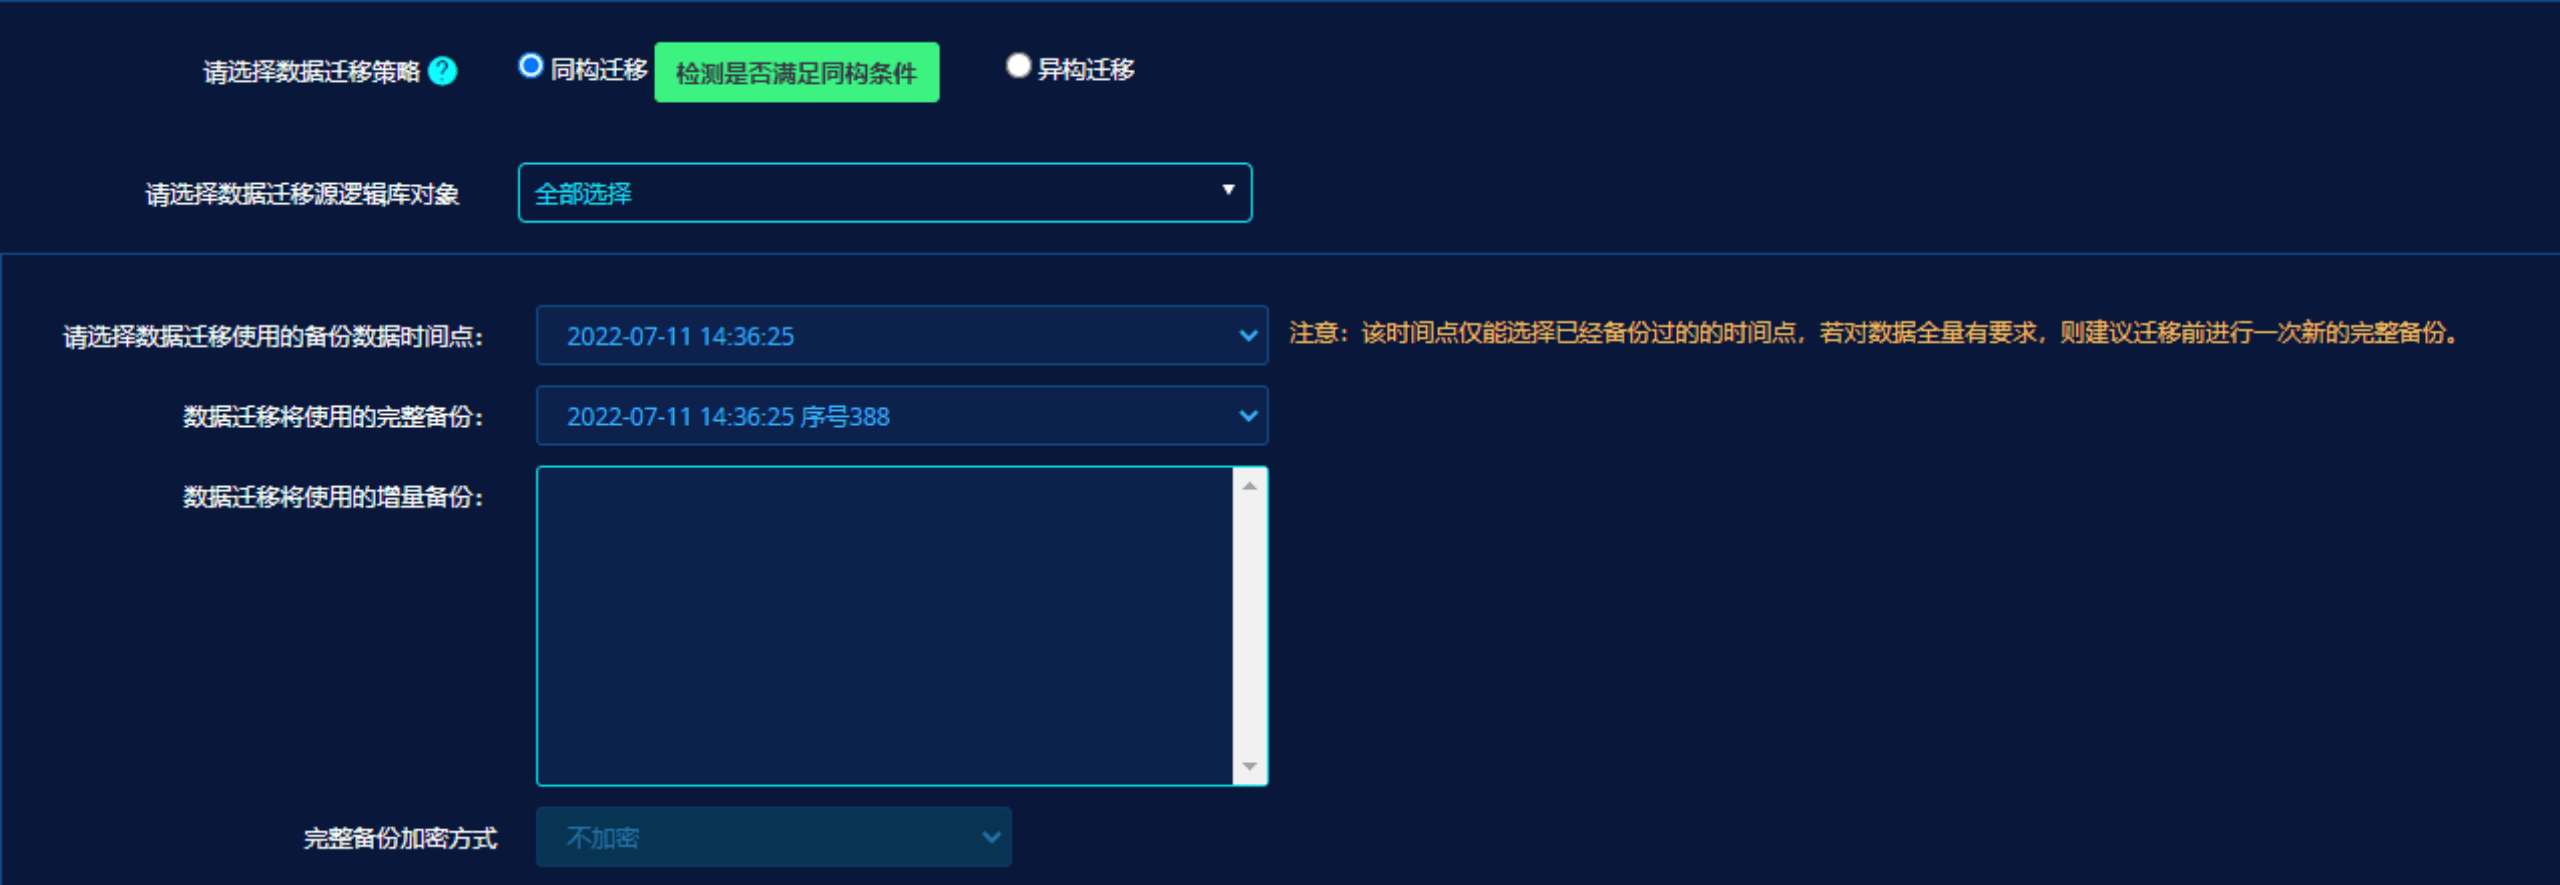 请选择数据迁移策略 ? 同构迁移 检测是否满足同构条件 异构迁移
请选择数据迁移源逻辑库对象 全部选择
请选择数据迁移使用的备份数据时间点： 2022-07-11 14:36:25 注意：该时间点仅能选择已经备份过的的时间点，若对数据全量有要求，则建议迁移前进行一次新的完整备份。
数据迁移将使用的完整备份： 2022-07-11 14:36:25 序号388
数据迁移将使用的增量备份：
完整备份加密方式 不加密